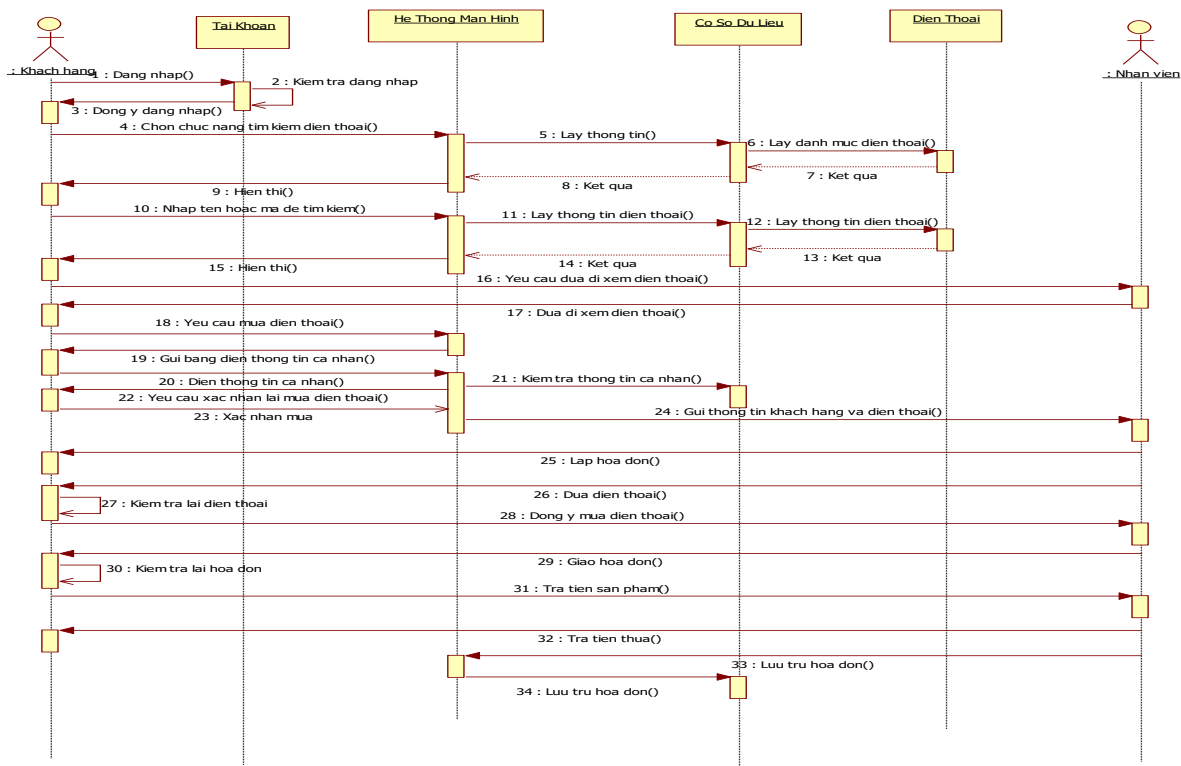 Tai Khoan
He Thong Man Hinh
Co So Du Lieu
Dien Thoai
: Khach hang
: Nhan vien
1 : Dang nhap()
2 : Kiem tra dang nhap
3 : Dong y dang nhap()
4 : Chon chuc nang tim kiem dien thoai()
5 : Lay thong tin()
6 : Lay danh muc dien thoai()
7 : Ket qua
8 : Ket qua
9 : Hien thi()
10 : Nhap ten hoac ma de tim kiem()
11 : Lay thong tin dien thoai()
12 : Lay thong tin dien thoai()
13 : Ket qua
14 : Ket qua
15 : Hien thi()
16 : Yeu cau dua di xem dien thoai()
17 : Dua di xem dien thoai()
18 : Yeu cau mua dien thoai()
19 : Gui bang dien thong tin ca nhan()
20 : Dien thong tin ca nhan()
21 : Kiem tra thong tin ca nhan()
22 : Yeu cau xac nhan lai mua dien thoai()
23 : Xac nhan mua
24 : Gui thong tin khach hang va dien thoai()
25 : Lap hoa don()
26 : Dua dien thoai()
27 : Kiem tra lai dien thoai
28 : Dong y mua dien thoai()
29 : Giao hoa don()
30 : Kiem tra lai hoa don
31 : Tra tien san pham()
32 : Tra tien thua()
33 : Luu tru hoa don()
34 : Luu tru hoa don()